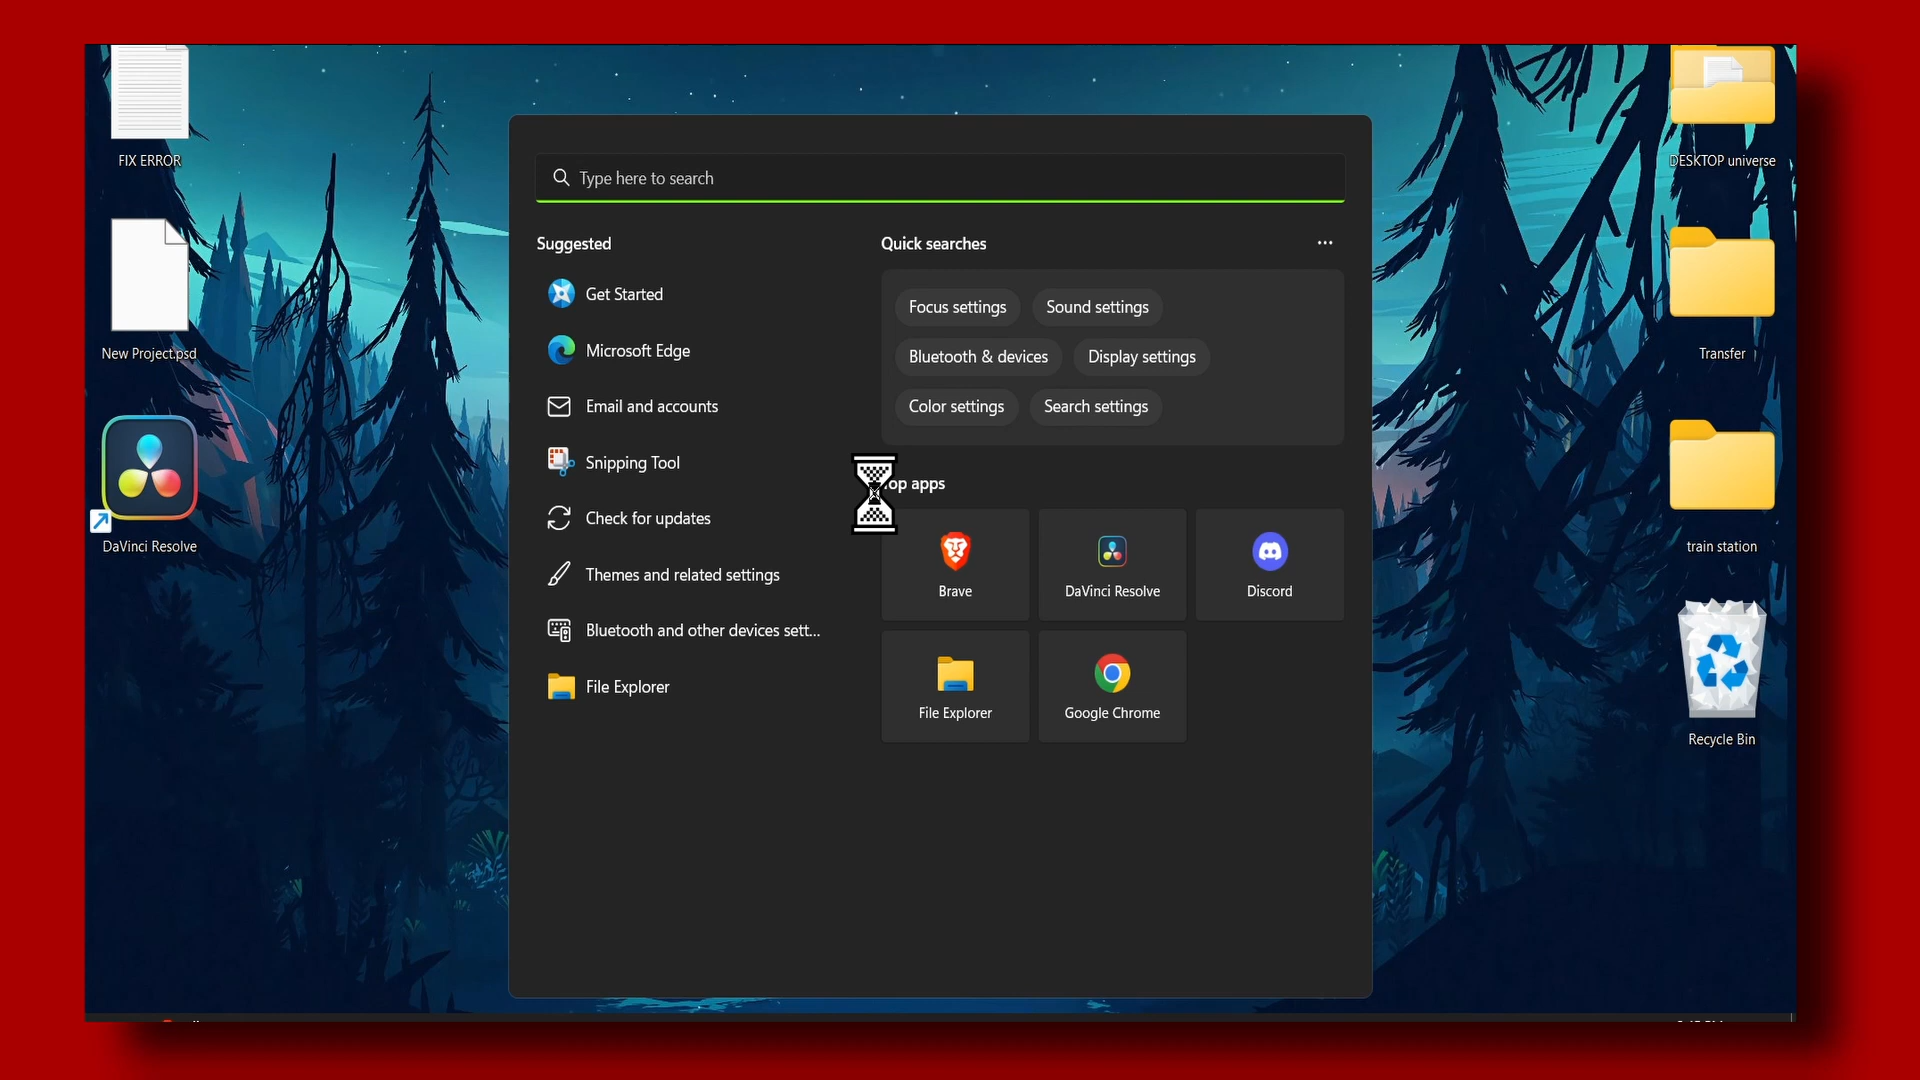 FIX ERROR
New Project.psd
DaVinci Resolve
Type here to search
Suggested
Get Started
Microsoft Edge
Email and accounts
Snipping Tool
Check for updates
Themes and related settings
Bluetooth and other devices sett...
File Explorer
Quick searches
Focus settings
Sound settings
Bluetooth & devices
Display settings
Color settings
Search settings
apps
Brave
DaVinci Resolve
Discord
File Explorer
Google Chrome
DESKTOP universe
Transfer
train station
Recycle Bin